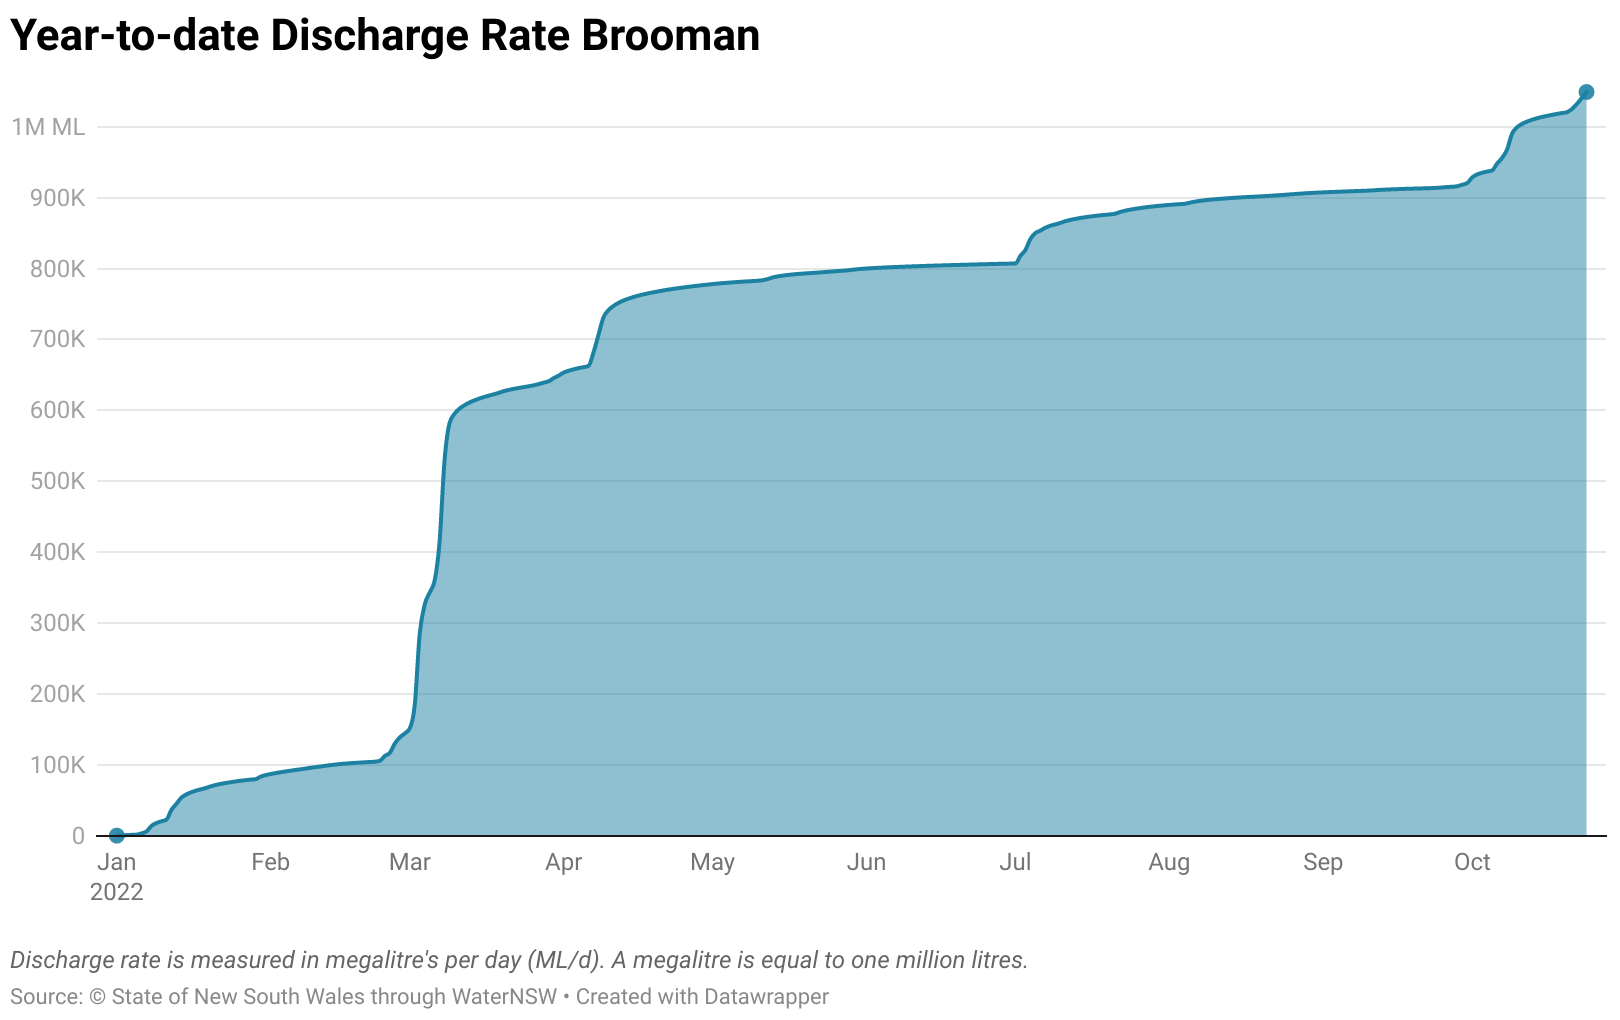 Year-to-date Discharge Rate Brooman
1M ML
900K
800K
700K
600K
500K
400K
300K
200K
100K
0
Jan Feb Mar Apr May Jun Jul Aug Sep Oct
2022
Discharge rate is measured in megalitre's per day (ML/d). A megalitre is equal to one million litres.
Source: © State of New South Wales through WaterNSW • Created with Datawrapper